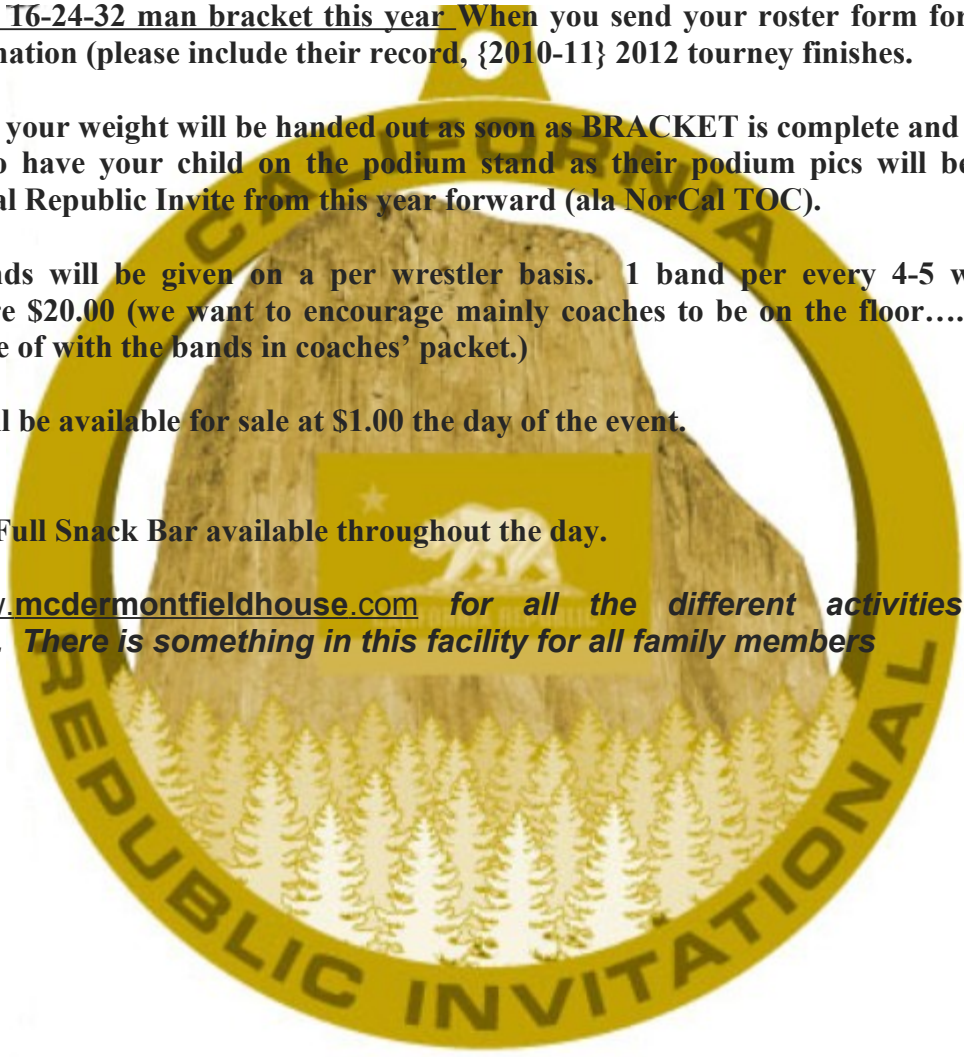 16-24-32 man bracket this year When you send your roster form for
nation (please include their record, {2010-11} 2012 tourney finishes.
your weight will be handed out as soon as BRACKET is complete and
o have your child on the podium stand as their podium pics will be
al Republic Invite from this year forward (ala NorCal TOC).
nds will be given on a per wrestler basis. 1 band per every 4-5 w
re $20.00 (we want to encourage mainly coaches to be on the floor….
e of with the bands in coaches’ packet.)
ll be available for sale at $1.00 the day of the event.
Full Snack Bar available throughout the day.
w.mcdermontfieldhouse.com for all the different activities
. There is something in this facility for all family members
CALIFORNIA
REPUBLIC INVITATIONAL
CALIFORNIA REPUBLIC